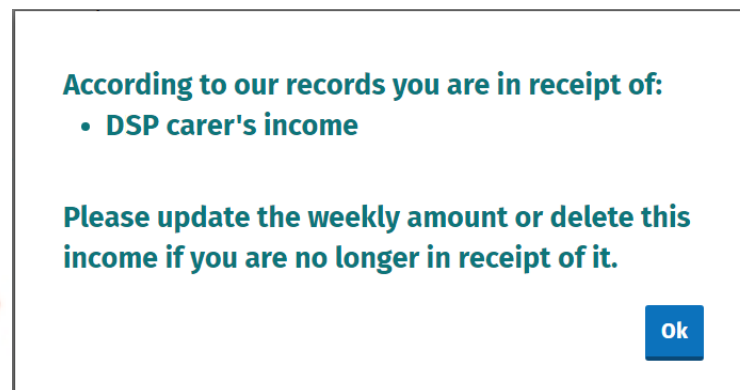 According to our records you are in receipt of:
• DSP carer's income
Please update the weekly amount or delete this
income if you are no longer in receipt of it.
Ok